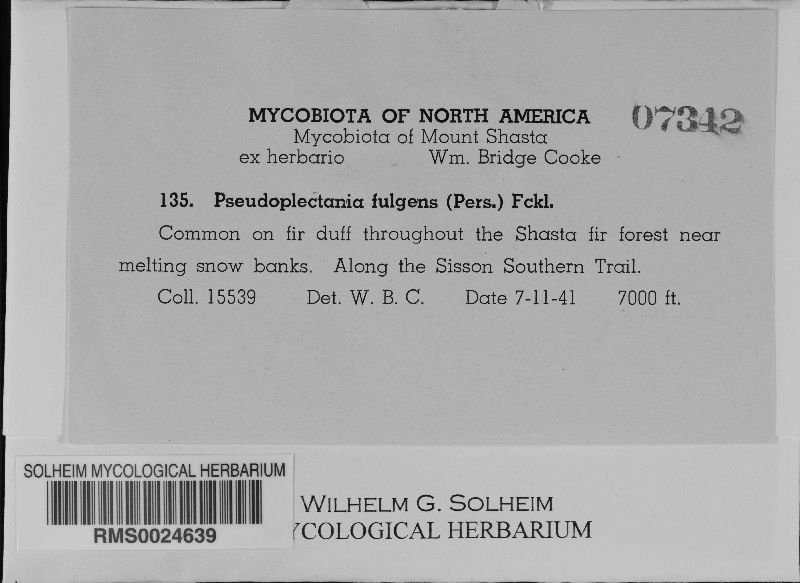 MYCOBIOTA OF NORTH AMERICA 07342
Mycobiota of Mount Shasta
ex herbario Wm. Bridge Cooke
135. Pseudoplectania fulgens (Pers.) Fckl.
Common on fir duff throughout the Shasta fir forest near
melting snow banks. Along the Sisson Southern Trail.
Coll. 15539 Det. W. B. C. Date 7-11-41 7000 ft.
SOLHEIM MYCOLOGICAL HERBARIUM
RMS0024639
WILHELM G. SOLHEIM
YCOLOGICAL HERBARIUM